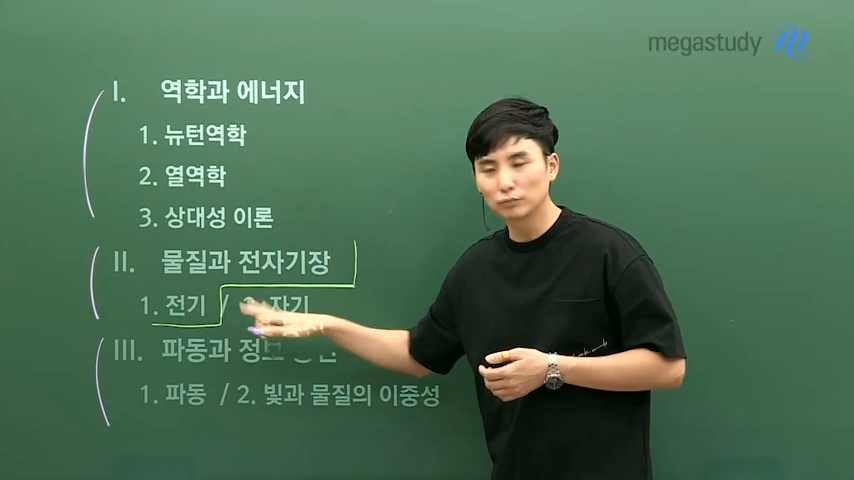 megastudy
I. 역학과 에너지
1. 뉴턴역학
2. 열역학
3. 상대성 이론
II. 물질과 전자기장
1. 전기 / 자기
III. 파동과
1. 파동 / 2. 빛과 물질의 이중성